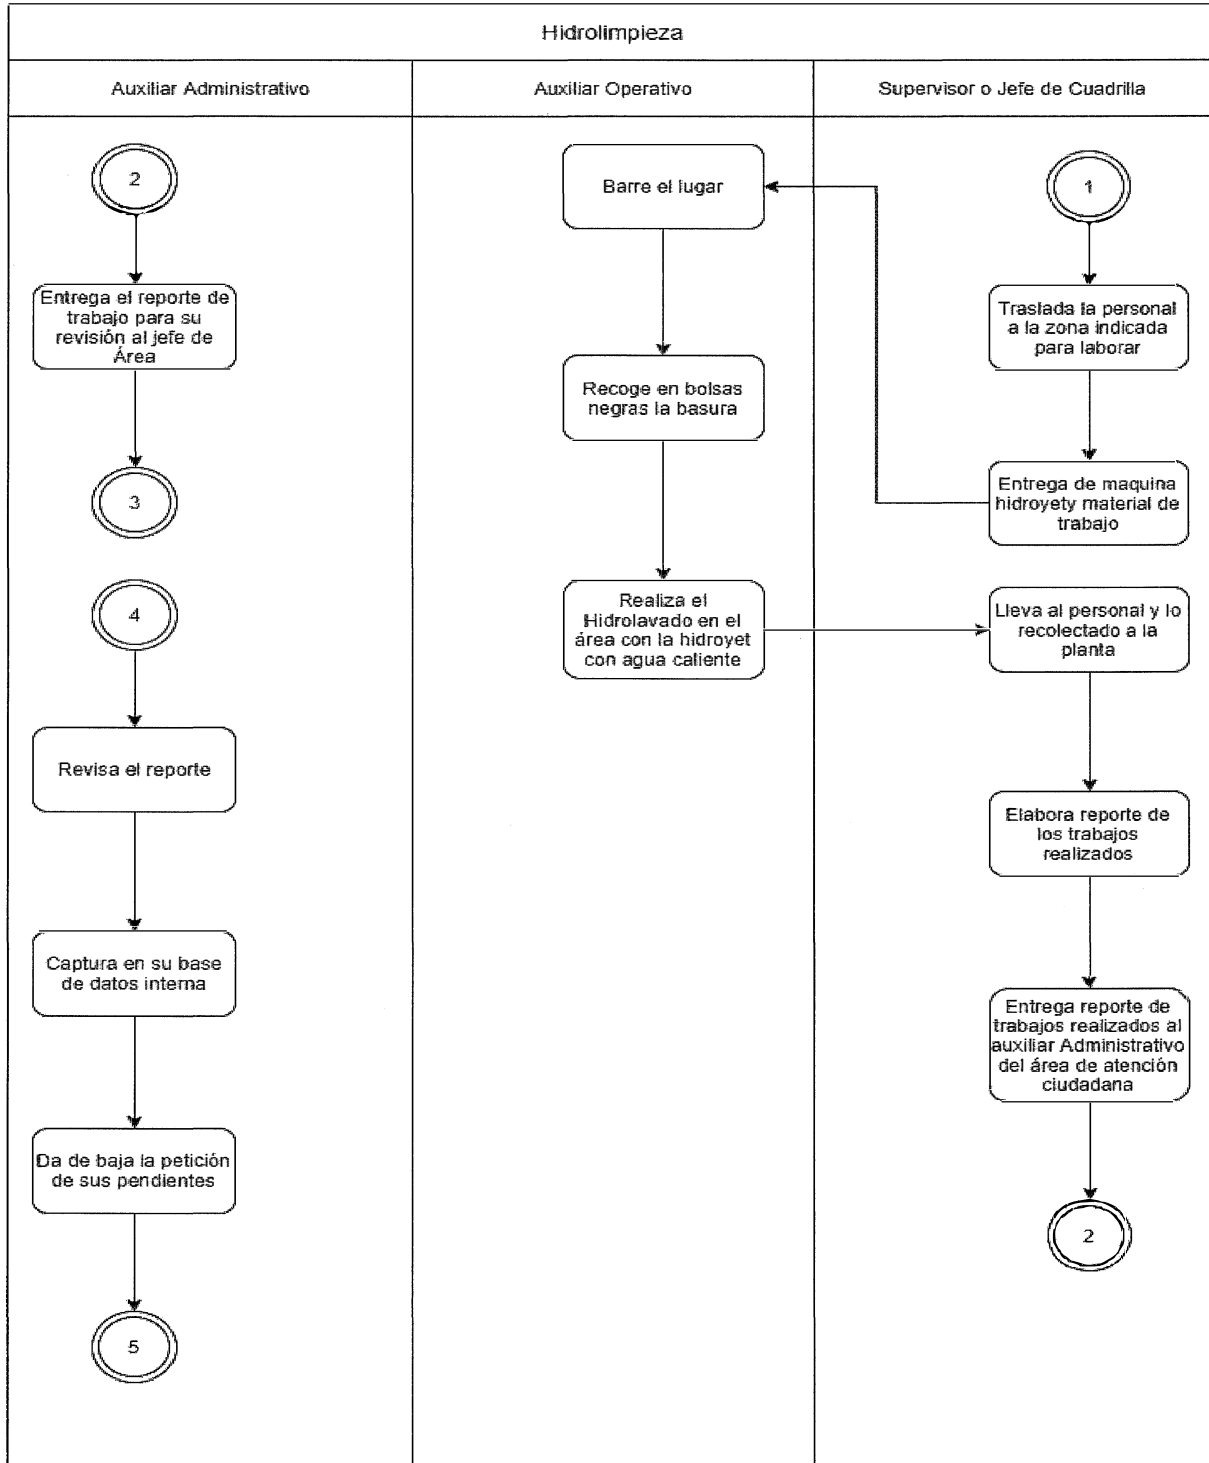 Hidrolimpieza
Auxiliar Administrativo
Auxiliar Operativo
Supervisor o Jefe de Cuadrilla
2
Entrega el reporte de
trabajo para su
revisión al jefe de
Área
3
4
Revisa el reporte
Captura en su base
de datos interna
Da de baja la petición
de sus pendientes
5
Barre el lugar
Recoge en bolsas
negras la basura
Realiza el
Hidrolavado en el
área con la hidroyet
con agua caliente
1
Traslada la personal
a la zona indicada
para laborar
Entrega de maquina
hidroyety material de
trabajo
Lleva al personal y lo
recolectado a la
planta
Elabora reporte de
los trabajos
realizados
Entrega reporte de
trabajos realizados al
auxiliar Administrativo
del área de atención
ciudadana
2